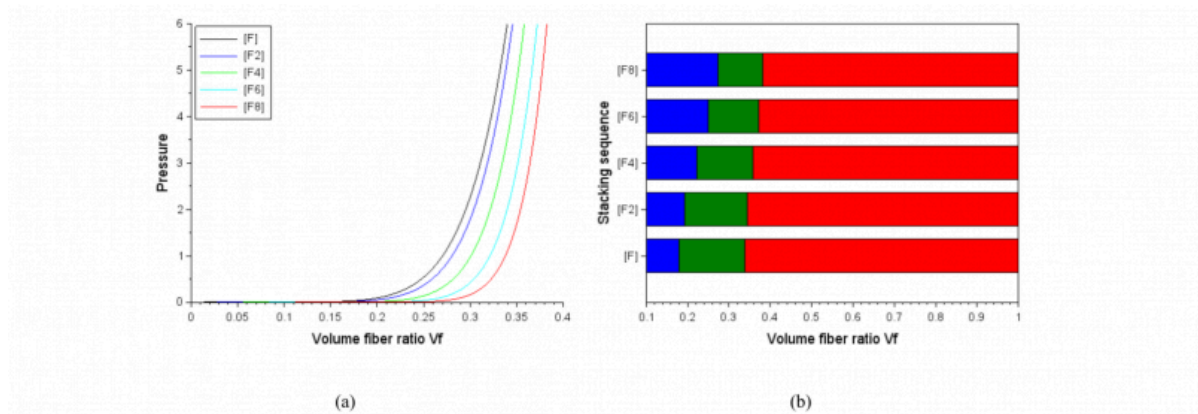 6
5
4
3
2
1
0
Pressure
[F]
[F2]
[F4]
[F6]
[F8]
0 0.05 0.1 0.15 0.2 0.25 0.3 0.35 0.4
Volume fiber ratio Vf
(a)
Stacking sequence
[F8]
[F6]
[F4]
[F2]
[F]
0.1 0.2 0.3 0.4 0.5 0.6 0.7 0.8 0.9 1
Volume fiber ratio Vf
(b)